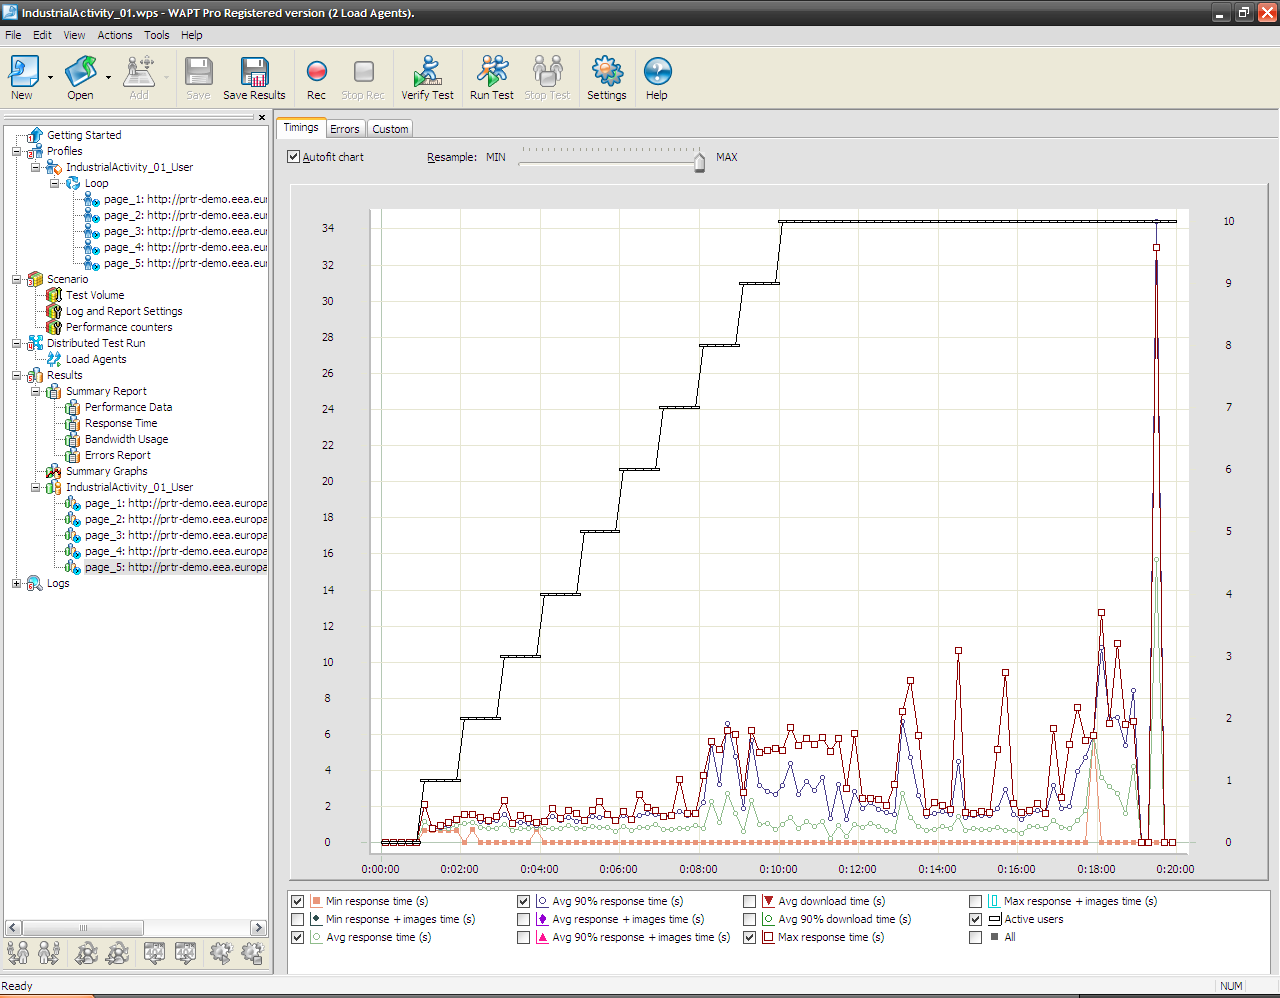 IndustrialActivity_01.wps - WAPT Pro Registered version (2 Load Agents).
File Edit View Actions Tools Help
New Open Add Save Save Results Rec Stop Rec Verify Test Run Test Stop Test Settings Help
Getting Started
Profiles
IndustrialActivity_01_User
Loop
page_1: http://prtr-demo.eea.eur
page_2: http://prtr-demo.eea.eur
page_3: http://prtr-demo.eea.eur
page_4: http://prtr-demo.eea.eur
page_5: http://prtr-demo.eea.eur
Scenario
Test Volume
Log and Report Settings
Performance counters
Distributed Test Run
Load Agents
Results
Summary Report
Performance Data
Response Time
Bandwidth Usage
Errors Report
Summary Graphs
IndustrialActivity_01_User
page_1: http://prtr-demo.eea.europa
page_2: http://prtr-demo.eea.europa
page_3: http://prtr-demo.eea.europa
page_4: http://prtr-demo.eea.europa
page_5: http://prtr-demo.eea.europa
Logs
Timings Errors Custom
Autofit chart Resample: MIN MAX
34
32
30
28
26
24
22
20
18
16
14
12
10
8
6
4
2
0
10
9
8
7
6
5
4
3
2
1
0
0:00:00 0:02:00 0:04:00 0:06:00 0:08:00 0:10:00 0:12:00 0:14:00 0:16:00 0:18:00 0:20:00
Min response time (s) Avg 90% response time (s) Avg download time (s) Max response + images time (s)
Min response + images time (s) Avg response + images time (s) Avg 90% download time (s) Active users
Avg response time (s) Avg 90% response + images time (s) Max response time (s) All
Ready NUM